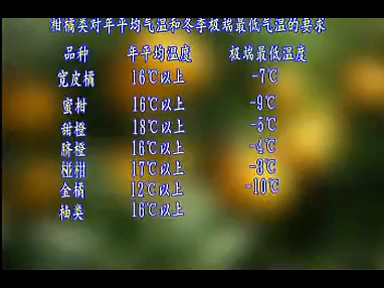 柑橘类对年平均气温和冬季极端最低气温的要求
品种 年平均温度 极端最低温度
宽皮橘 16℃以上 -7℃
蜜柑 16℃以上 -9℃
甜橙 18℃以上 -5℃
脐橙 16℃以上 -4℃
椪柑 17℃以上 -3℃
金橘 12℃以上 -10℃
柚类 16℃以上